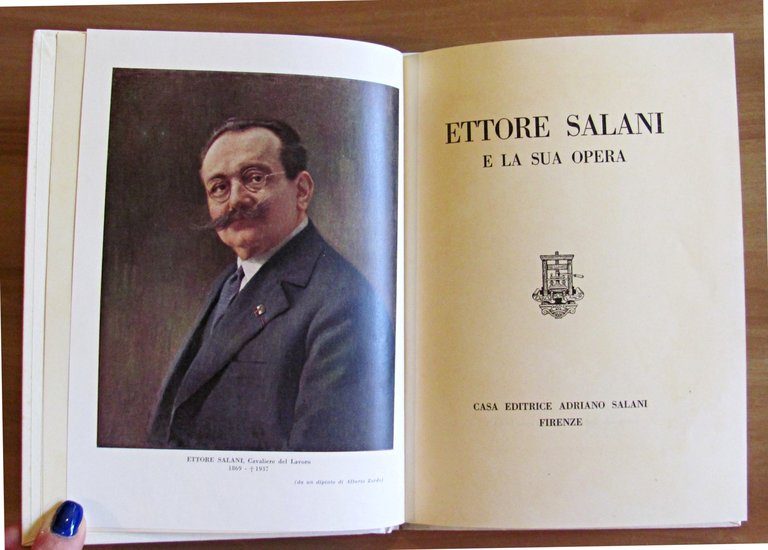 ETTORE SALANI, Cavaliere del Lavoro
1869 - † 1937
(da un dipinto di Alberto Zardo)
ETTORE SALANI
E LA SUA OPERA
CASA EDITRICE ADRIANO SALANI
FIRENZE